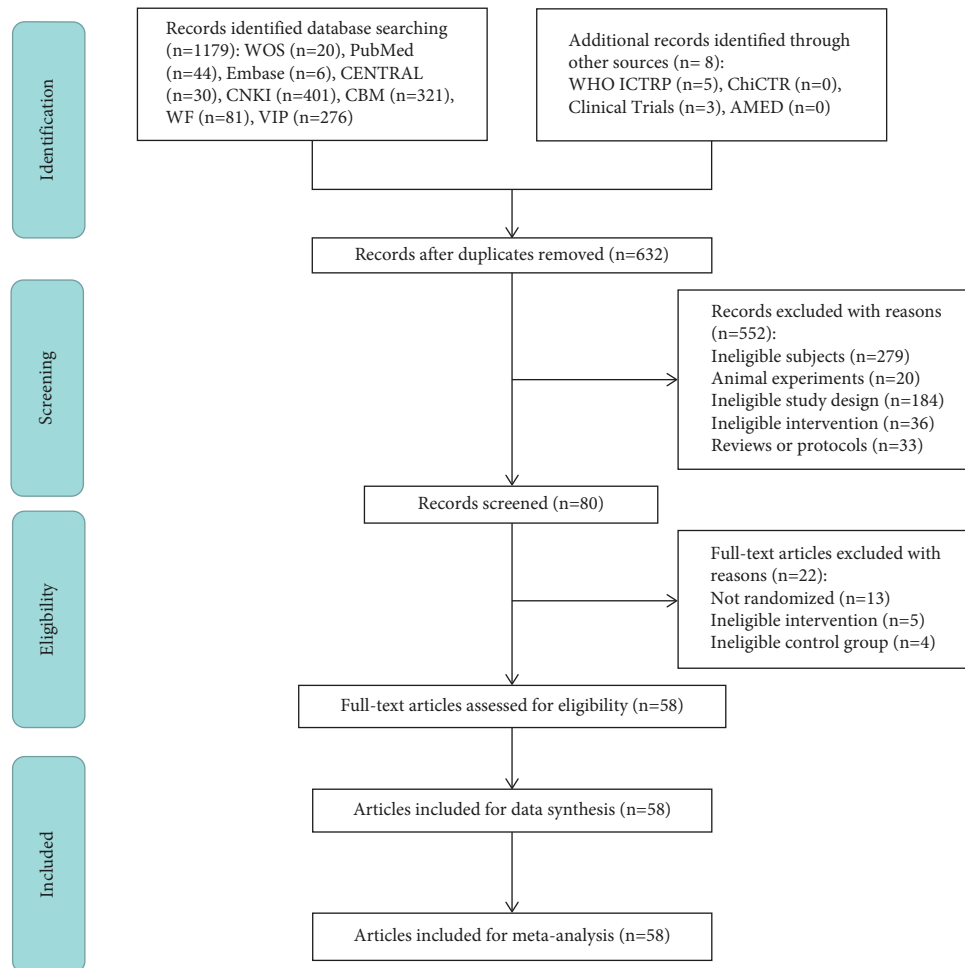 Identification
Records identified database searching
(n=1179): WOS (n=20), PubMed
(n=44), Embase (n=6), CENTRAL
(n=30), CNKI (n=401), CBM (n=321),
WF (n=81), VIP (n=276)
Additional records identified through
other sources (n= 8):
WHO ICTRP (n=5), ChiCTR (n=0),
Clinical Trials (n=3), AMED (n=0)
Records after duplicates removed (n=632)
Screening
Records excluded with reasons
(n=552):
Ineligible subjects (n=279)
Animal experiments (n=20)
Ineligible study design (n=184)
Ineligible intervention (n=36)
Reviews or protocols (n=33)
Records screened (n=80)
Eligibility
Full-text articles excluded with
reasons (n=22):
Not randomized (n=13)
Ineligible intervention (n=5)
Ineligible control group (n=4)
Full-text articles assessed for eligibility (n=58)
Included
Articles included for data synthesis (n=58)
Articles included for meta-analysis (n=58)